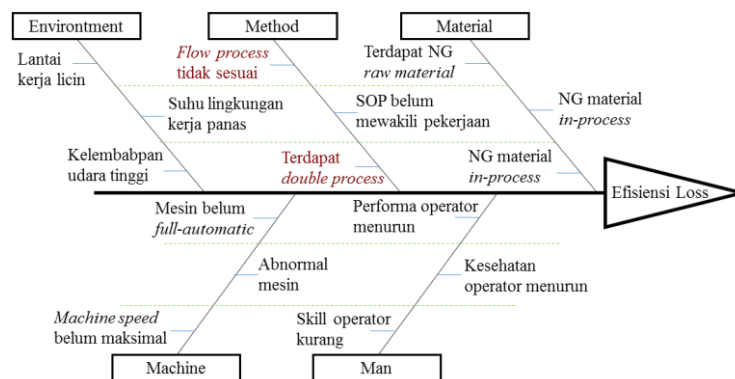 Environtment
Method
Material
Lantai
kerja licin
Flow process
tidak sesuai
Terdapat NG
raw material
Suhu lingkungan
kerja panas
SOP belum
mewakili pekerjaan
NG material
in-process
Kelembabpan
udara tinggi
Terdapat
double process
NG material
in-process
Efisiensi Loss
Mesin belum
full-automatic
Performa operator
menurun
Abnormal
mesin
Kesehatan
operator menurun
Machine speed
belum maksimal
Skill operator
kurang
Machine
Man